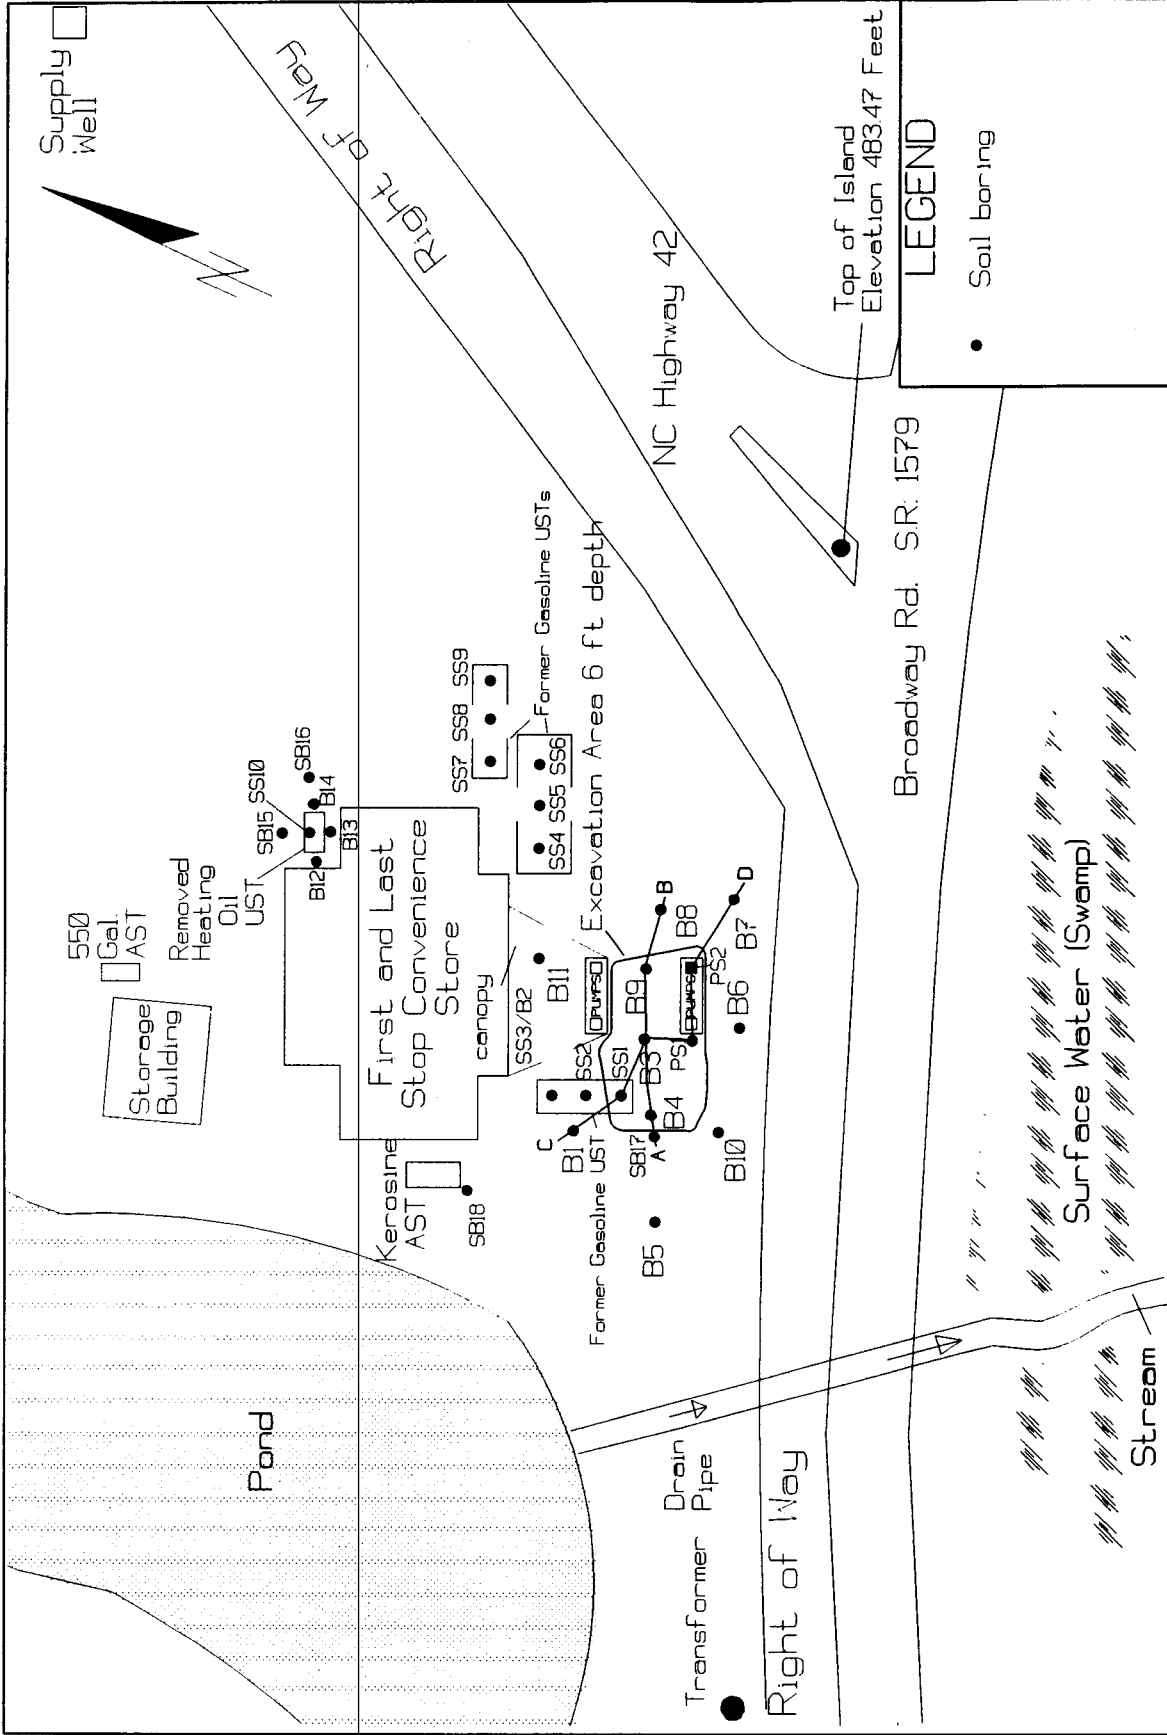 Supply
Well
N
Right of Way
NC Highway 42
Top of Island
Elevation 483.47 Feet
LEGEND
Soil boring
550
Gal.
AST
Removed
Heating
Oil
UST
SB15
SS10
SB16
B12
B13
B14
Storage
Building
First and Last
Stop Convenience
Store
Kerosine
AST
SB18
canopy
SS7
SS8
SS9
Former Gasoline USTs
SS4
SS5
SS6
Excavation Area 6 ft depth
SS3/B2
B11
PUMPS
SS2
SS1
C
B1
Former Gasoline UST
B9
B
B8
B3
B4
SB17
A
PS1
PUMPS
PS2
D
B7
B6
B10
B5
Pond
Drain
Pipe
Transformer
Right of Way
Broadway Rd. S.R. 1579
Surface Water (Swamp)
Stream